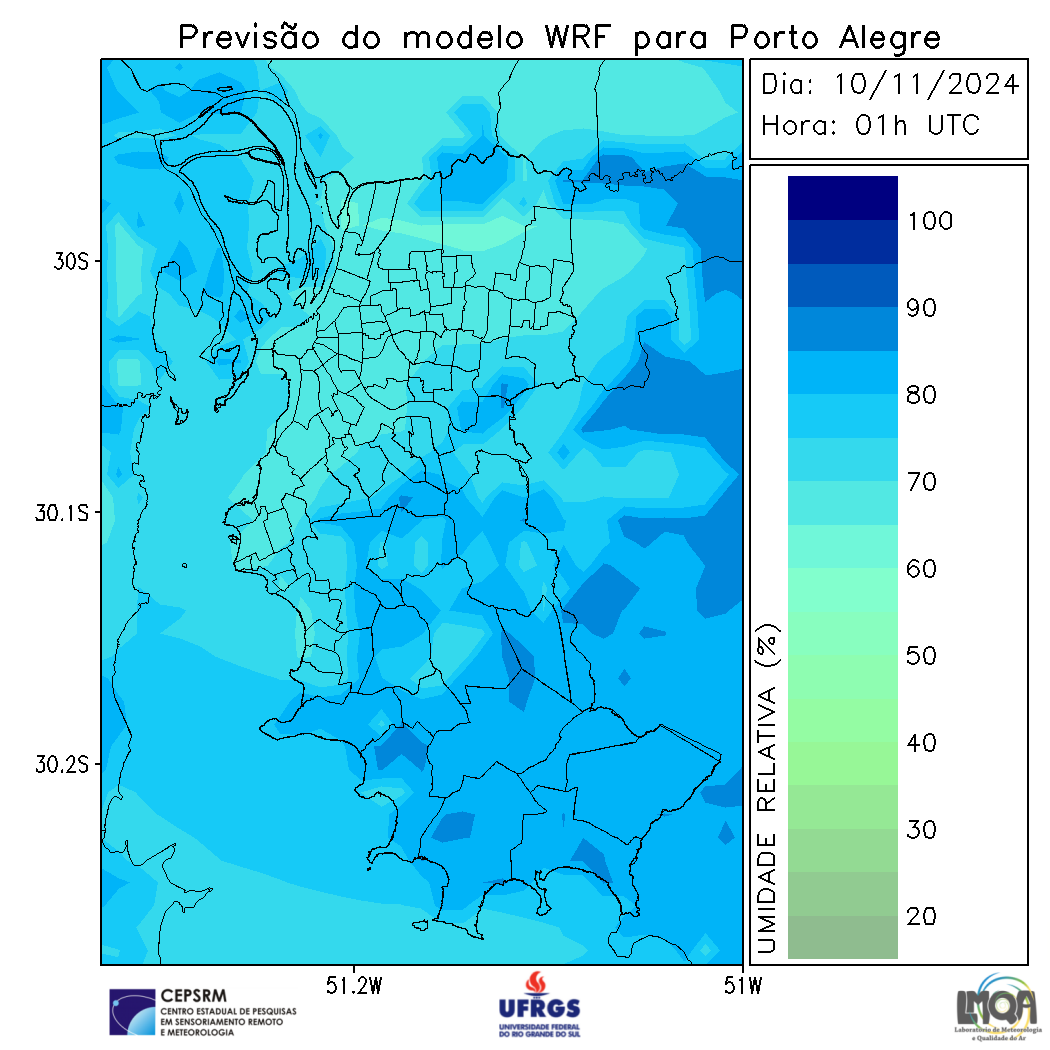 Previsão do modelo WRF para Porto Alegre
Dia: 10/11/2024
Hora: 01h UTC
30S
30.1S
30.2S
51.2W
51W
100
90
80
70
60
50
40
30
20
UMIDADE RELATIVA (%)
CEPSRM
CENTRO ESTADUAL DE PESQUISAS
EM SENSORIAMENTO REMOTO
E METEOROLOGIA
UFRGS
UNIVERSIDADE FEDERAL
DO RIO GRANDE DO SUL
LMQA
Laboratório de Meteorologia
e Qualidade do Ar